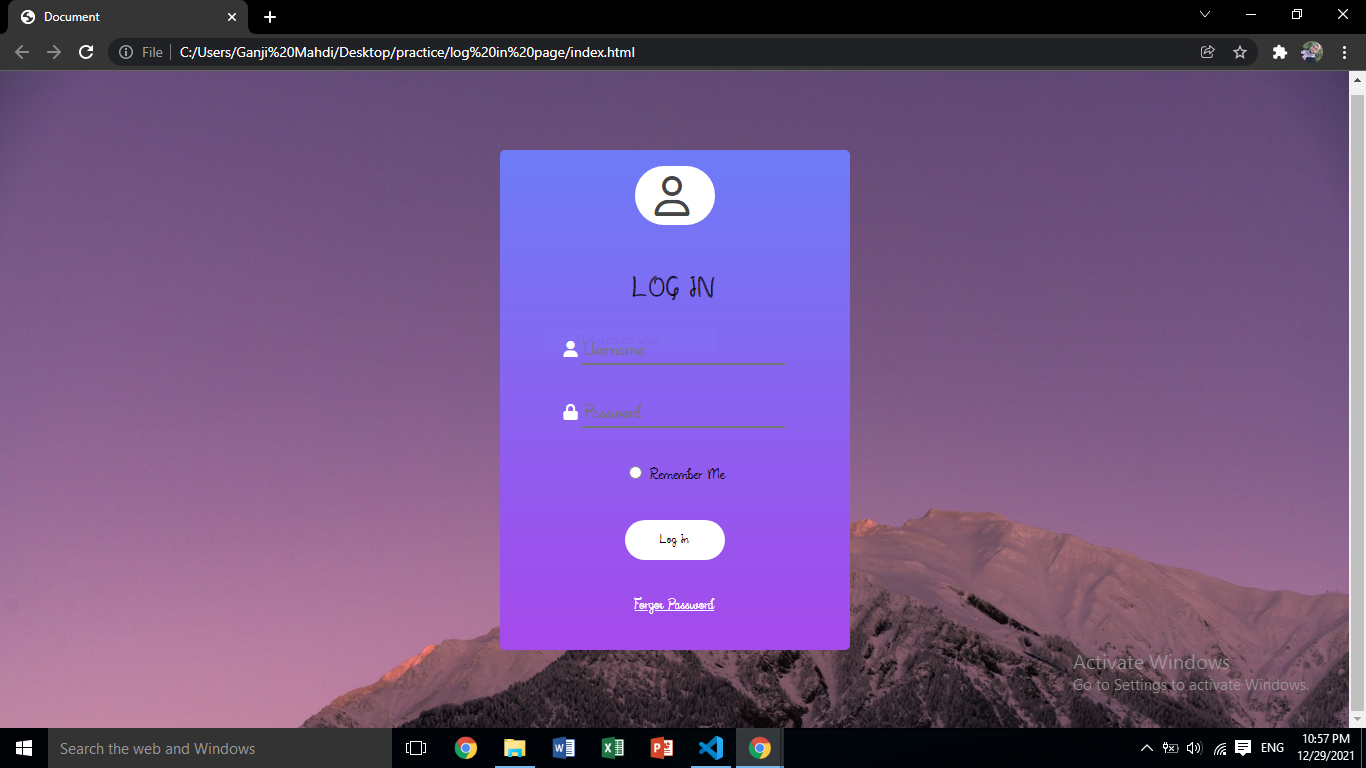 Document
File
C:/Users/Ganji%20Mahdi/Desktop/practice/log%20in%20page/index.html
LOG IN
Username
Password
Remember Me
Log In
Forgor Password
Activate Windows
Go to Settings to activate Windows.
Search the web and Windows
ENG
10:57 PM
12/29/2021